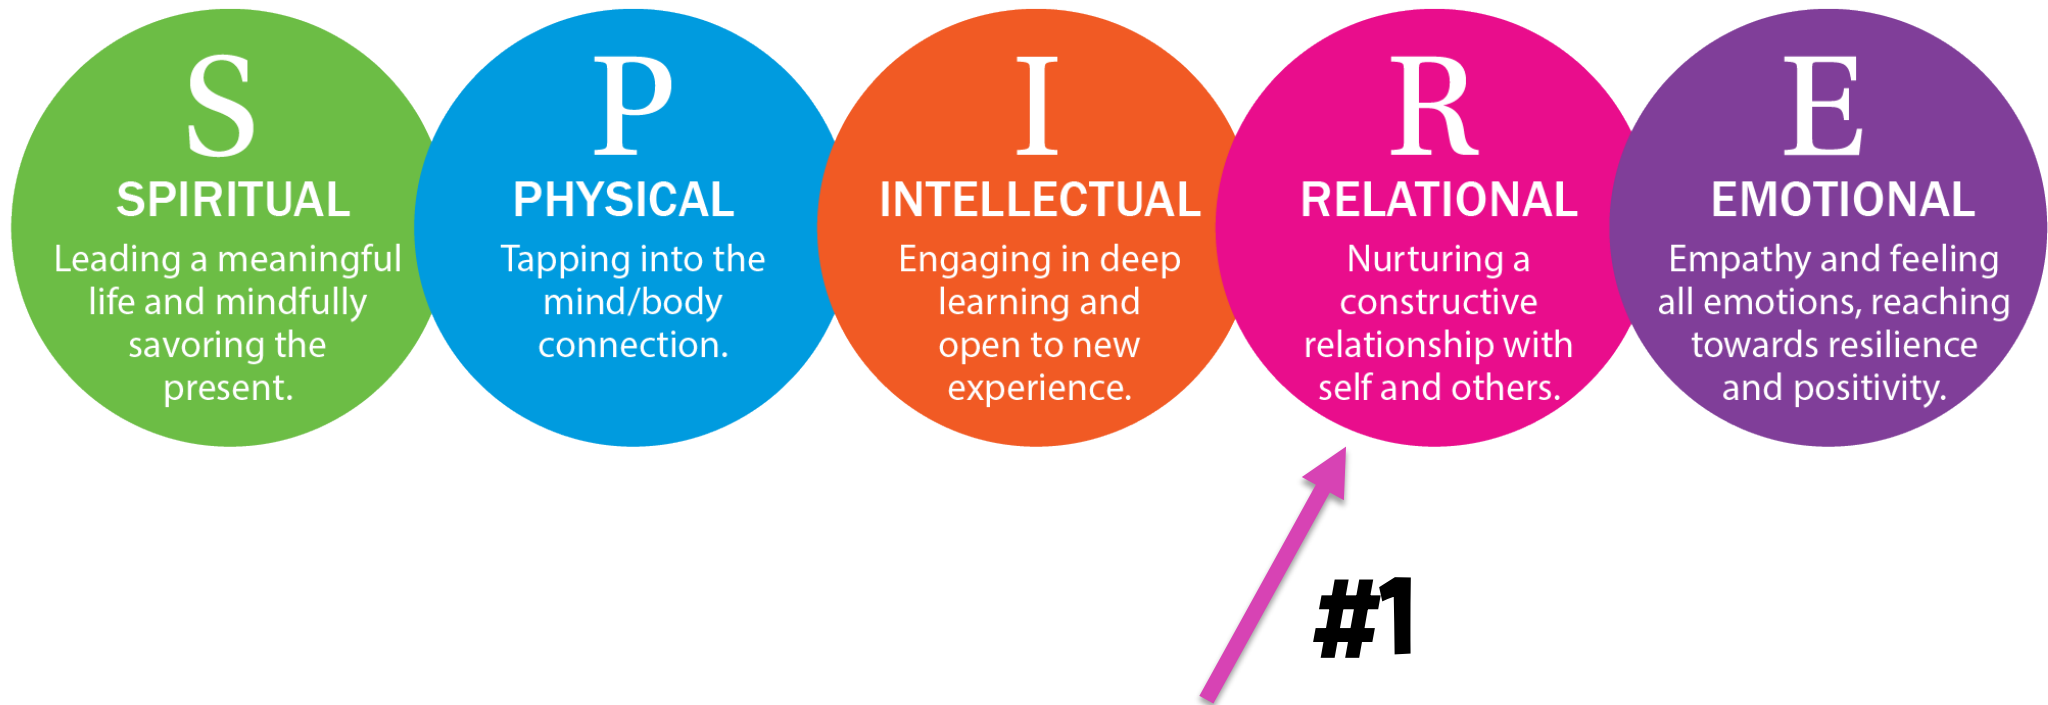 S
SPIRITUAL
Leading a meaningful
life and mindfully
savoring the
present.
P
PHYSICAL
Tapping into the
mind/body
connection.
I
INTELLECTUAL
Engaging in deep
learning and
open to new
experience.
R
RELATIONAL
Nurturing a
constructive
relationship with
self and others.
E
EMOTIONAL
Empathy and feeling
all emotions, reaching
towards resilience
and positivity.
#1